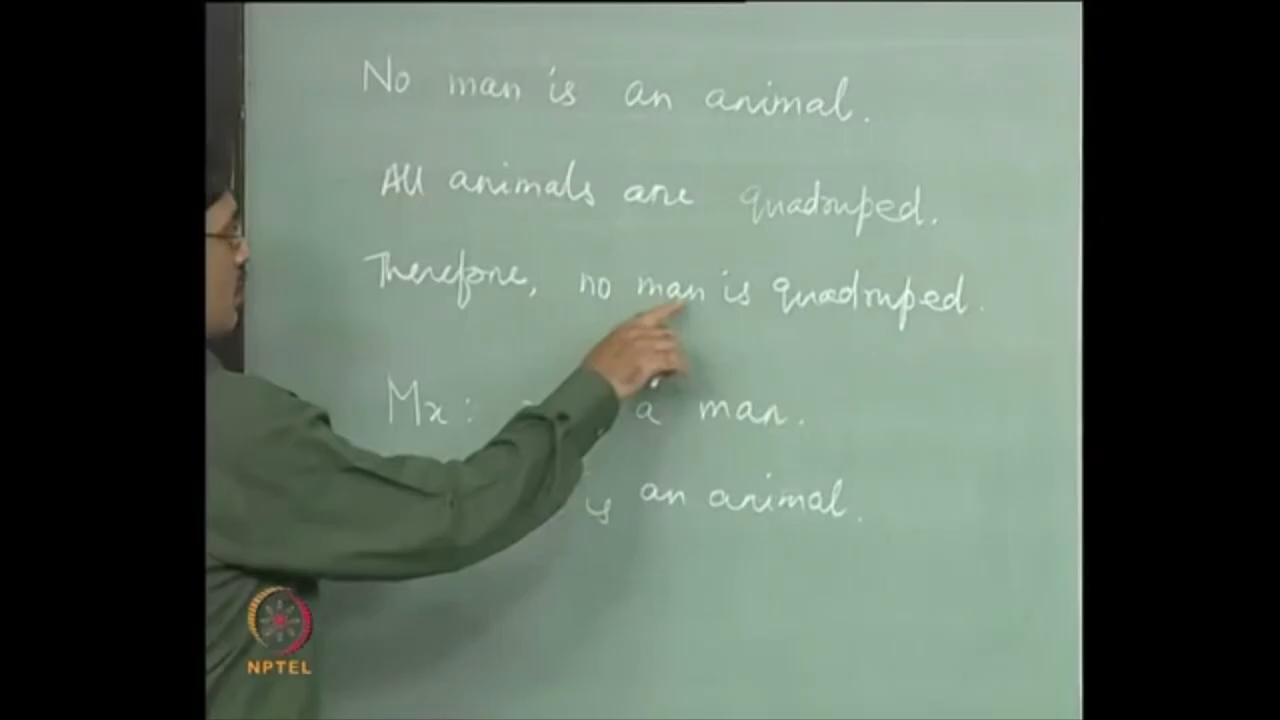 No man is an animal.
All animals are quadruped.
Therefore, no man is quadruped.
Mx: a man.
is an animal.
NPTEL